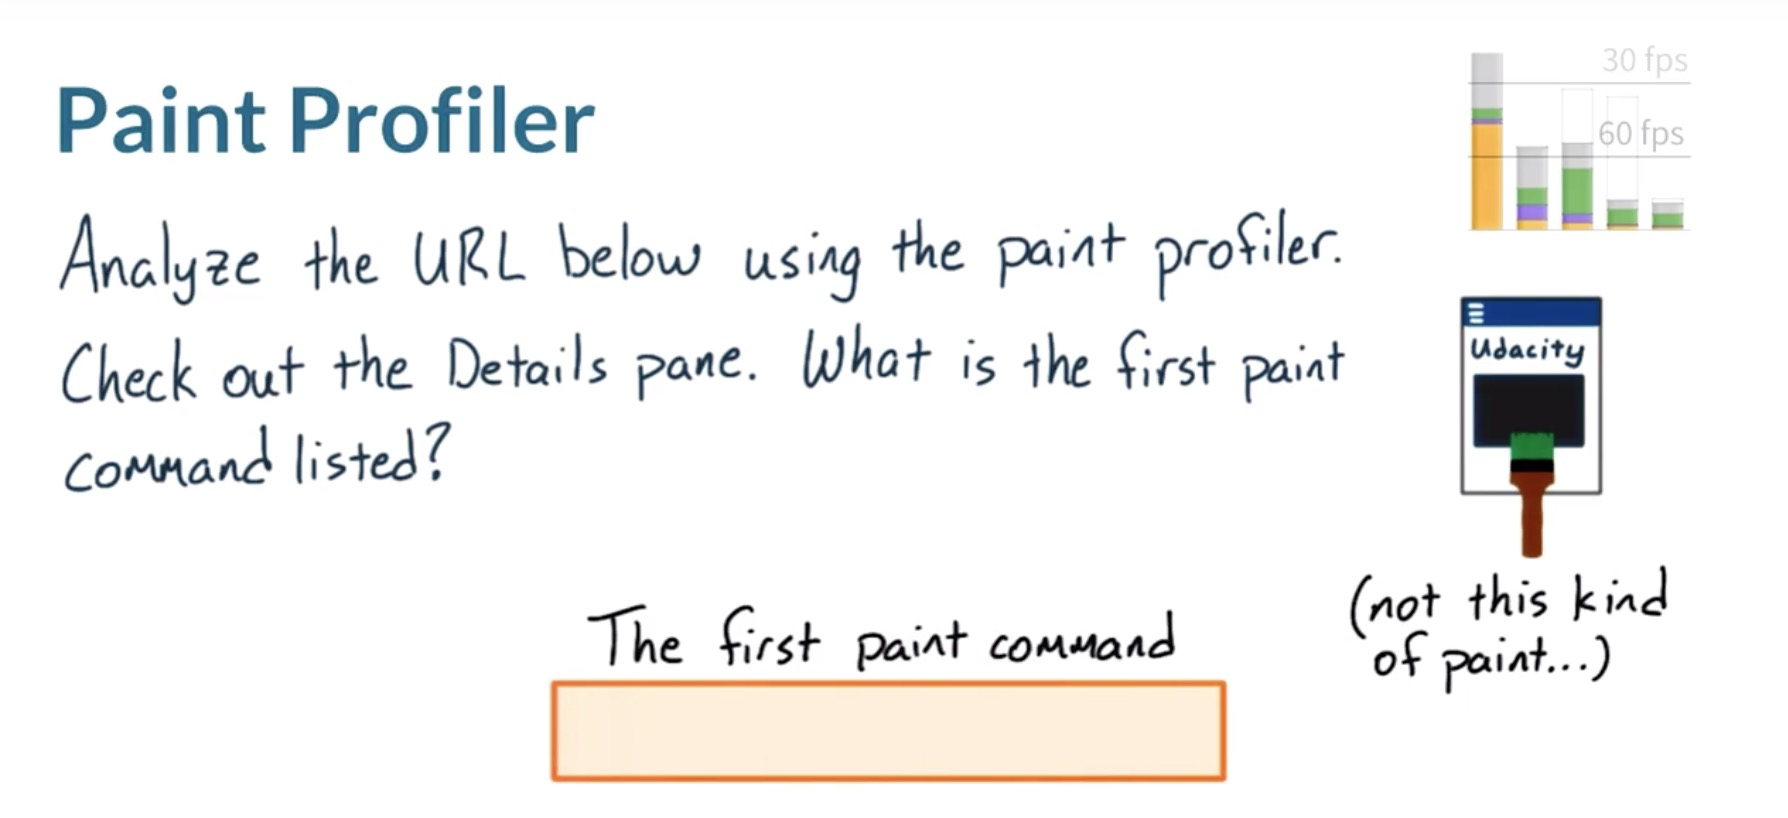 Paint Profiler
Analyze the URL below using the paint profiler.
Check out the Details pane. What is the first paint
command listed?
The first paint command
30 fps
60 fps
Udacity
(not this kind
of paint...)